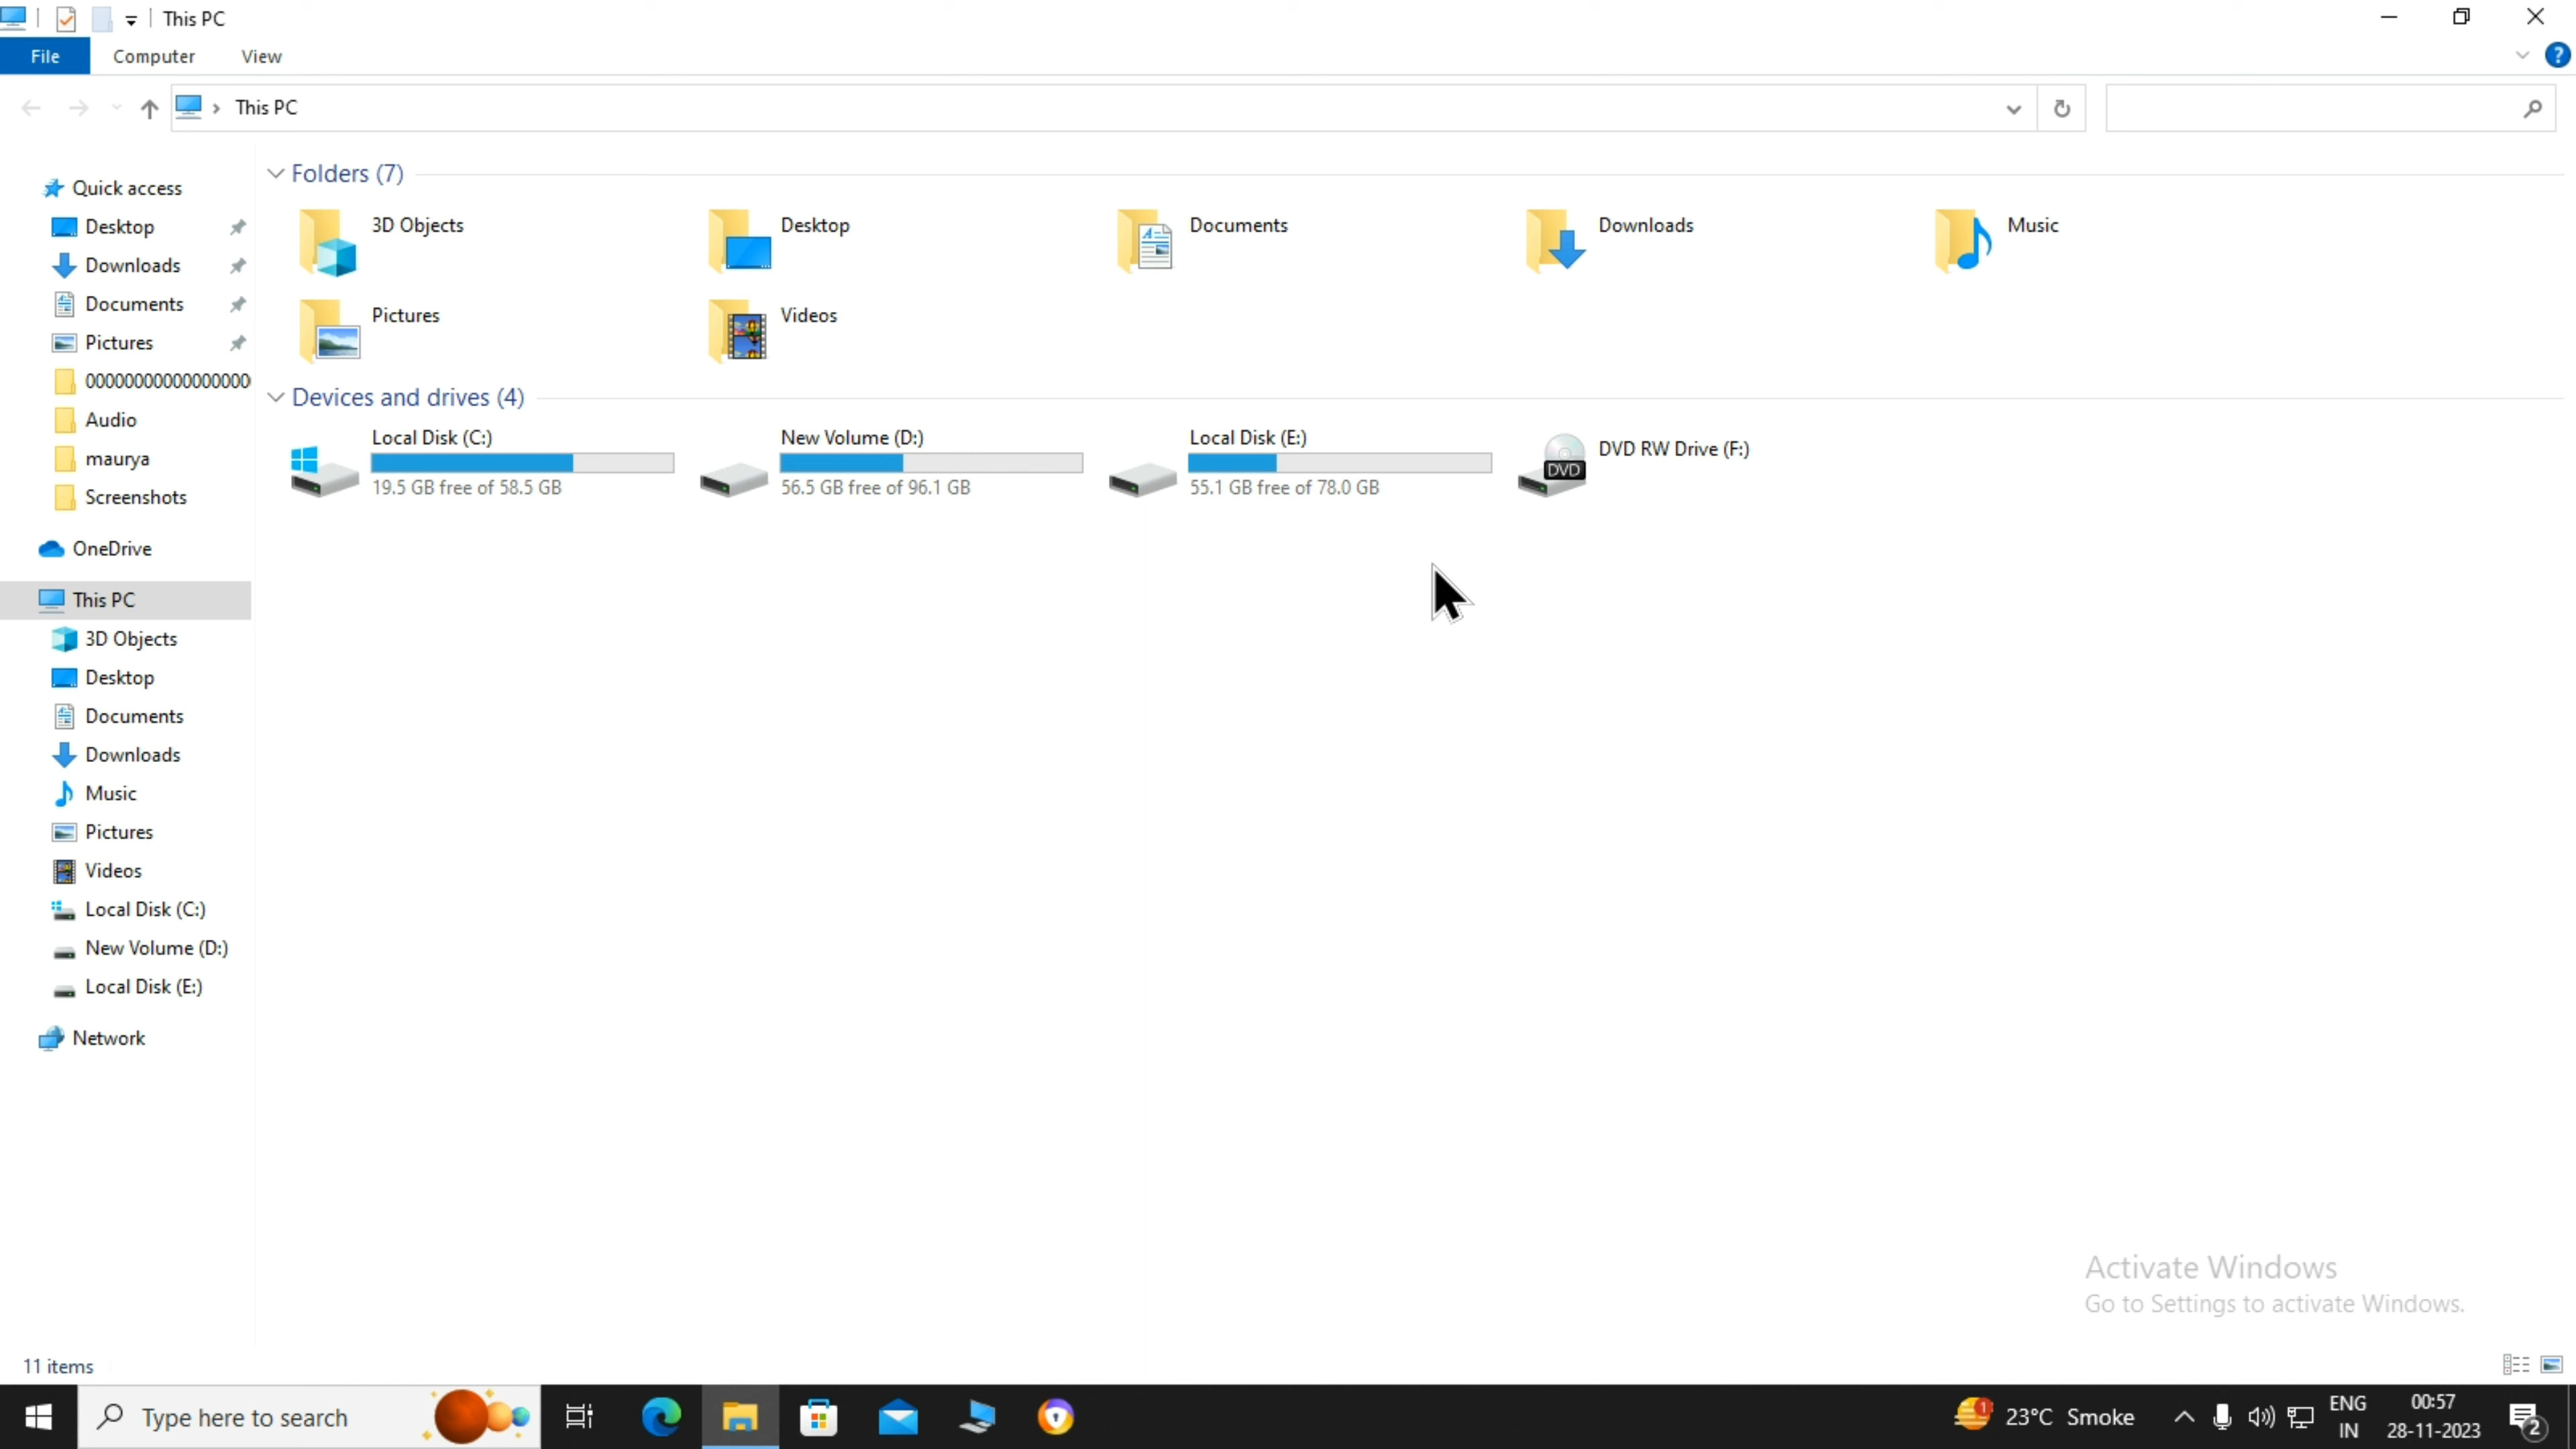 This PC
File Computer View
This PC
Quick access
Desktop
Downloads
Documents
Pictures
Audio
maurya
Screenshots
OneDrive
This PC
3D Objects
Desktop
Documents
Downloads
Music
Pictures
Videos
Local Disk (C:)
New Volume (D:)
Local Disk (E:)
Network
Folders (7)
3D Objects
Desktop
Documents
Downloads
Music
Pictures
Videos
Devices and drives (4)
Local Disk (C:)
19.5 GB free of 58.5 GB
New Volume (D:)
56.5 GB free of 96.1 GB
Local Disk (E:)
55.1 GB free of 78.0 GB
DVD RW Drive (F:)
DVD
Activate Windows
Go to Settings to activate Windows.
11 items
Type here to search
1
23°C Smoke
ENG
IN
00:57
28-11-2023
2